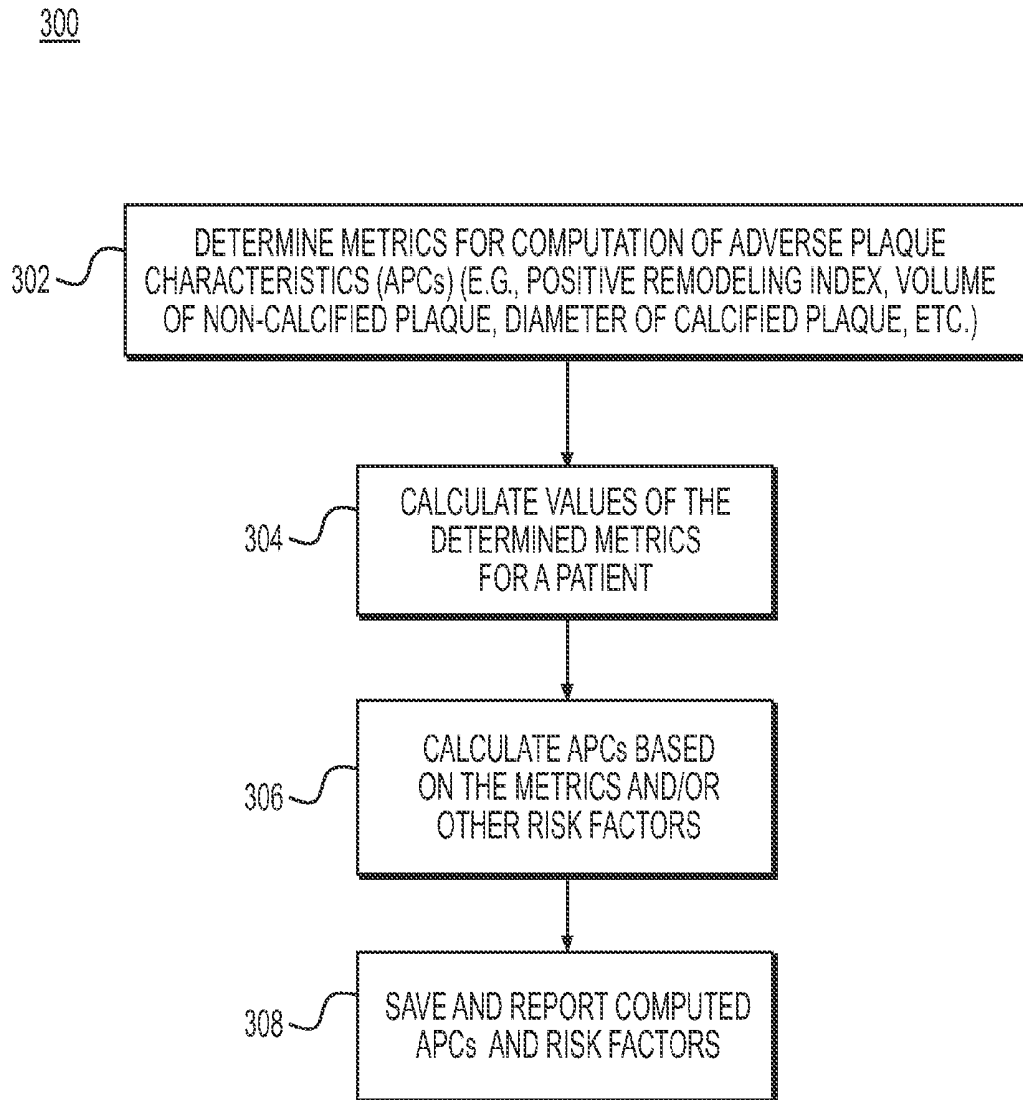 300
302
DETERMINE METRICS FOR COMPUTATION OF ADVERSE PLAQUE
CHARACTERISTICS (APCs) (E.G., POSITIVE REMODELING INDEX, VOLUME
OF NON-CALCIFIED PLAQUE, DIAMETER OF CALCIFIED PLAQUE, ETC.)
304
CALCULATE VALUES OF THE
DETERMINED METRICS
FOR A PATIENT
306
CALCULATE APCs BASED
ON THE METRICS AND/OR
OTHER RISK FACTORS
308
SAVE AND REPORT COMPUTED
APCs AND RISK FACTORS